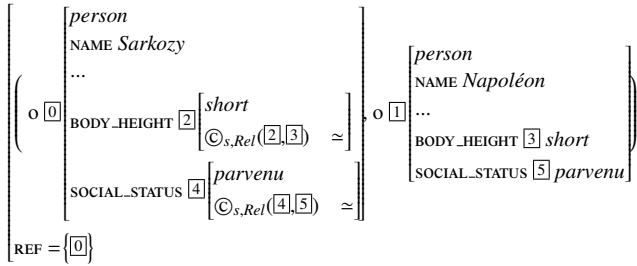 person
NAME Sarkozy
...
( o 0 BODY_HEIGHT 2 [ short
©s,Rel(2,3) ≃ ]
SOCIAL_STATUS 4 [ parvenu
©s,Rel(4,5) ≃ ]
, o 1 [ person
NAME Napoléon
...
BODY_HEIGHT 3 short
SOCIAL_STATUS 5 parvenu ] )
REF = {0}